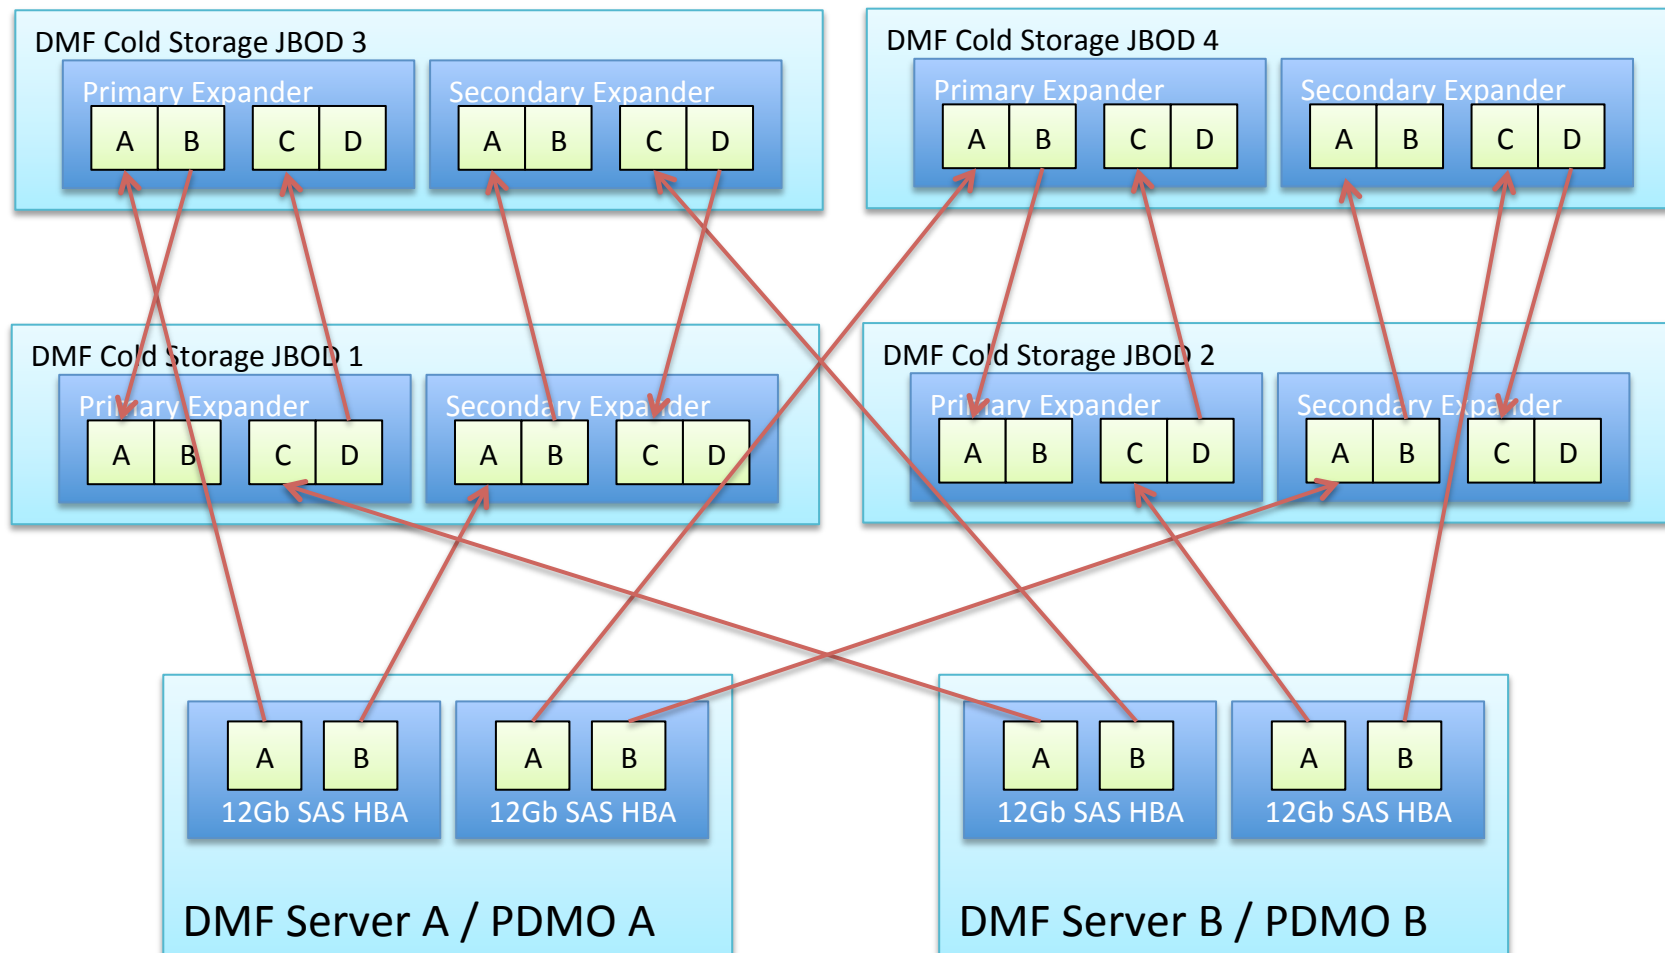 DMF Cold Storage JBOD 3
Primary Expander
A B C D
Secondary Expander
A B C D
DMF Cold Storage JBOD 4
Primary Expander
A B C D
Secondary Expander
A B C D
DMF Cold Storage JBOD 1
Primary Expander
A B C D
Secondary Expander
A B C D
DMF Cold Storage JBOD 2
Primary Expander
A B C D
Secondary Expander
A B C D
A B
12Gb SAS HBA
A B
12Gb SAS HBA
DMF Server A / PDMO A
A B
12Gb SAS HBA
A B
12Gb SAS HBA
DMF Server B / PDMO B